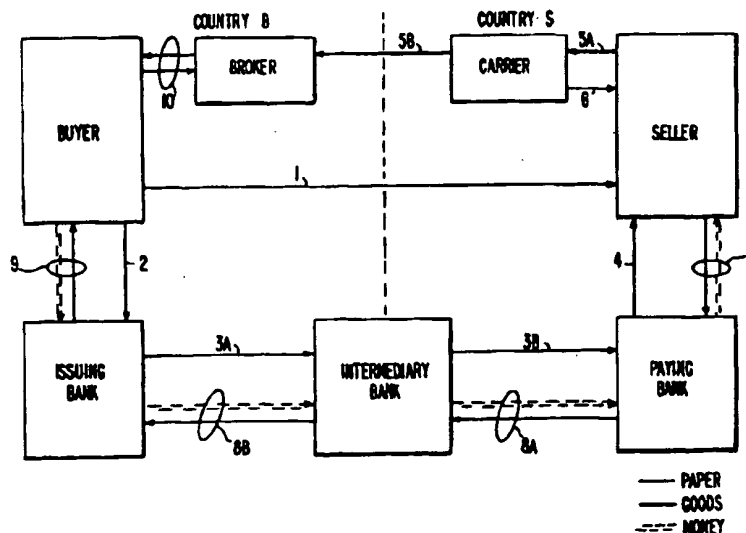 COUNTRY B
COUNTRY S
BUYER
BROKER
CARRIER
SELLER
10
5B
5A
6
1
9
2
4
ISSUING BANK
INTERMEDIARY BANK
PAYING BANK
3A
3B
8B
8A
PAPER
GOODS
MONEY